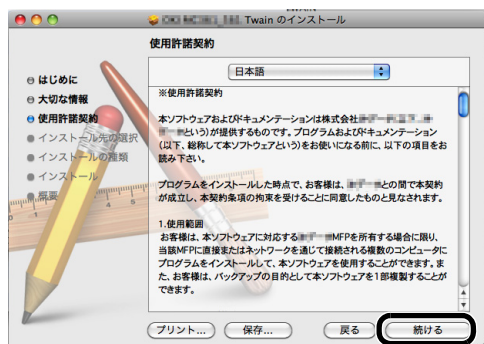 Twain のインストール
使用許諾契約
日本語
はじめに
大切な情報
使用許諾契約
インストール先の選択
インストールの種類
インストール
概要
※使用許諾契約
本ソフトウェアおよびドキュメンテーションは株式会社
という)が提供するものです。プログラムおよびドキュメンテーション
(以下、総称して本ソフトウェアという)をお使いになる前に、以下の項目をお
読み下さい。
プログラムをインストールした時点で、お客様は、 との間で本契約
が成立し、本契約条項の拘束を受けることに同意したものと見なされます。
1.使用範囲
お客様は、本ソフトウェアに対応する MFPを所有する場合に限り、
当該MFPに直接またはネットワークを通じて接続される複数のコンピュータに
プログラムをインストールして、本ソフトウェアを使用することができます。ま
た、お客様は、バックアップの目的として本ソフトウェアを1部複製することが
できます。
プリント... 保存... 戻る 続ける